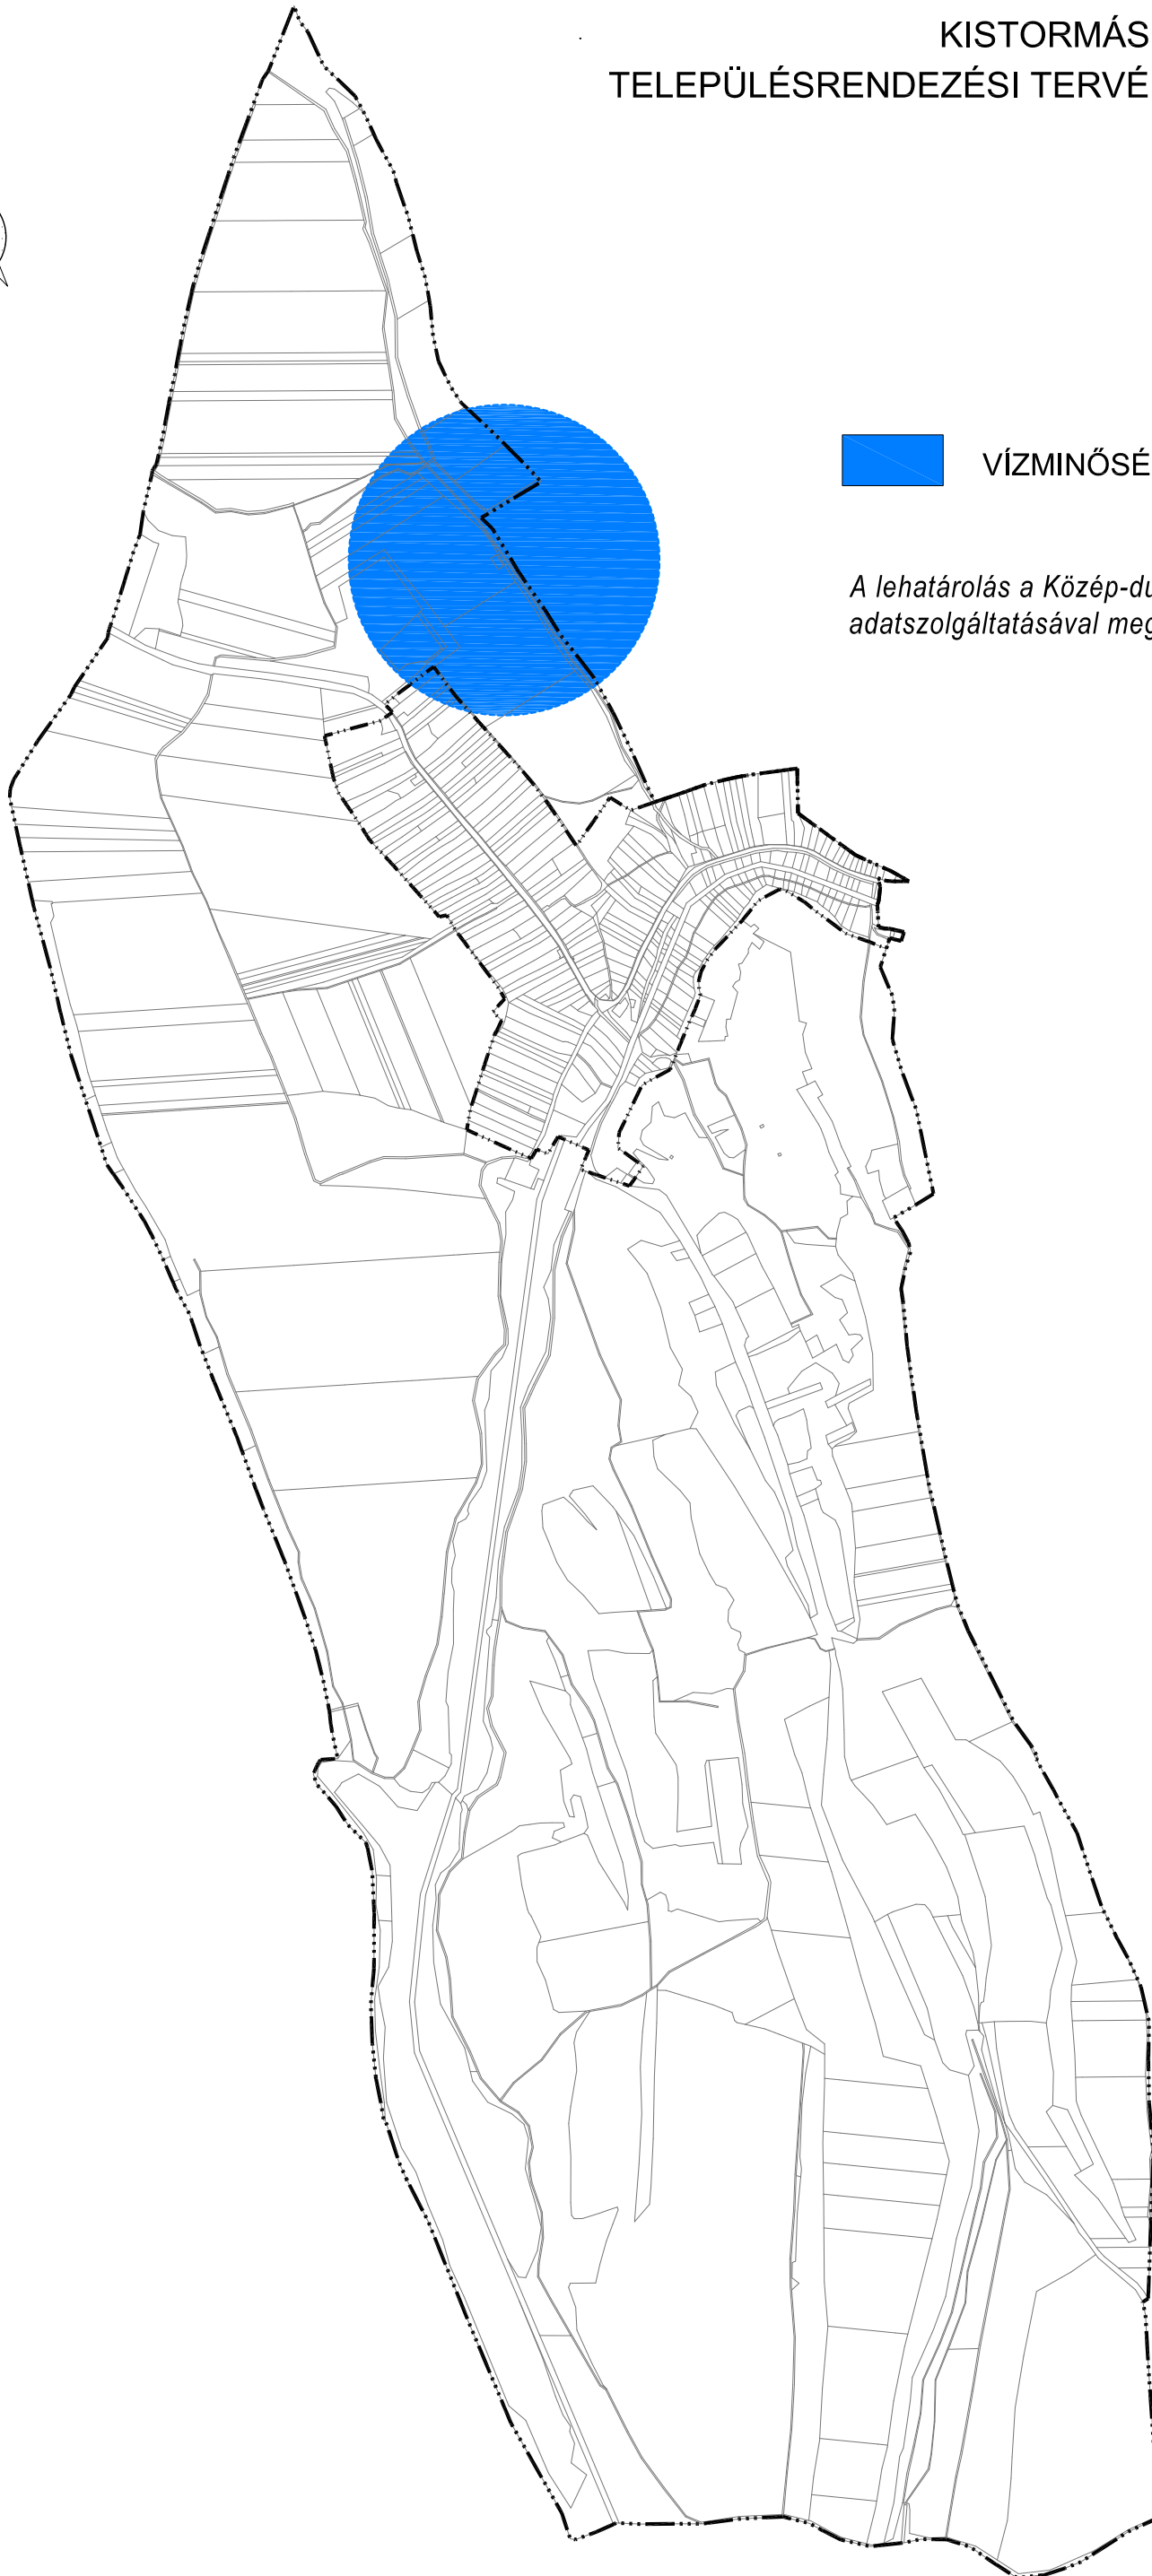 KISTORMÁS
TELEPÜLÉSRENDEZÉSI TERVÉ
VÍZMINŐSÉ
A lehatárolás a Közép-du
adatszolgáltatásával meg